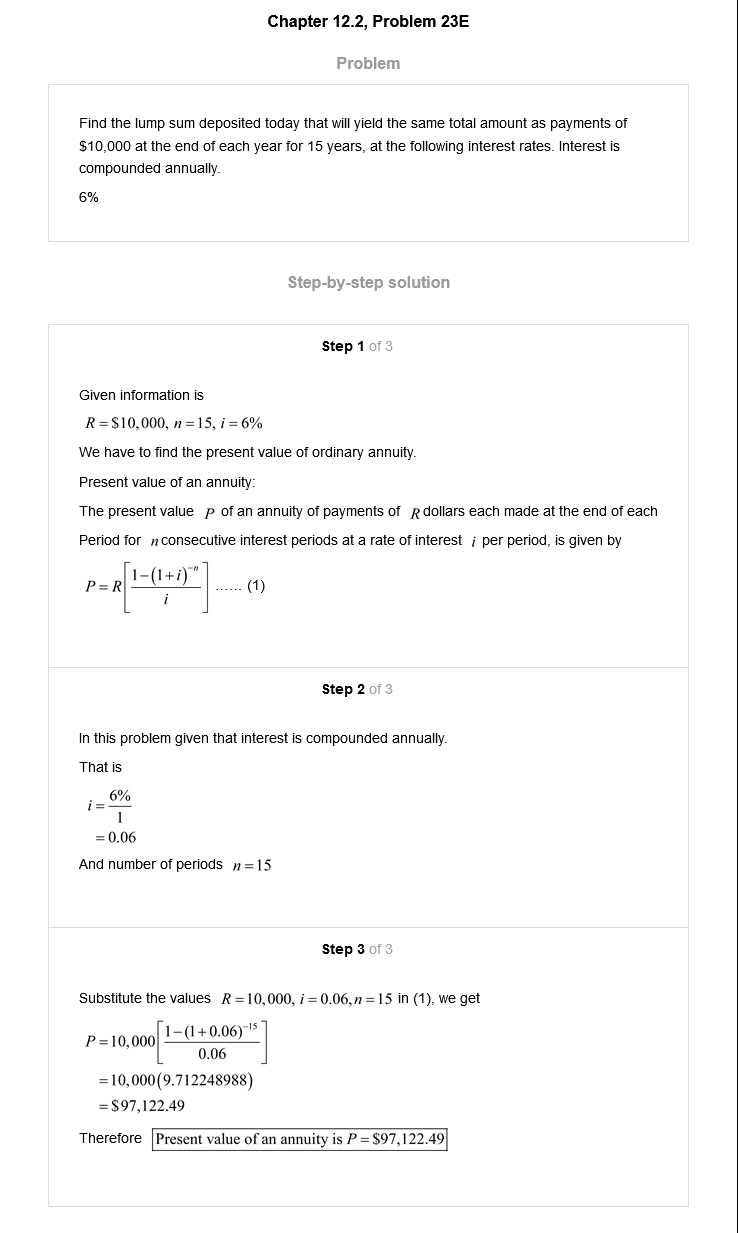 Chapter 12.2, Problem 23E
Problem
Find the lump sum deposited today that will yield the same total amount as payments of
$10,000 at the end of each year for 15 years, at the following interest rates. Interest is
compounded annually.
6%
Step-by-step solution
Step 1 of 3
Given information is
R = $10,000, n = 15, i = 6%
We have to find the present value of ordinary annuity.
Present value of an annuity:
The present value P of an annuity of payments of R dollars each made at the end of each
Period for n consecutive interest periods at a rate of interest i per period, is given by
P = R[(1−(1+i)^−n)/i] ...... (1)
Step 2 of 3
In this problem given that interest is compounded annually.
That is
i = 6%/1
= 0.06
And number of periods n = 15
Step 3 of 3
Substitute the values R = 10,000, i = 0.06, n = 15 in (1), we get
P = 10,000[(1−(1+0.06)^−15)/0.06]
= 10,000(9.712248988)
= $97,122.49
Therefore Present value of an annuity is P = $97,122.49